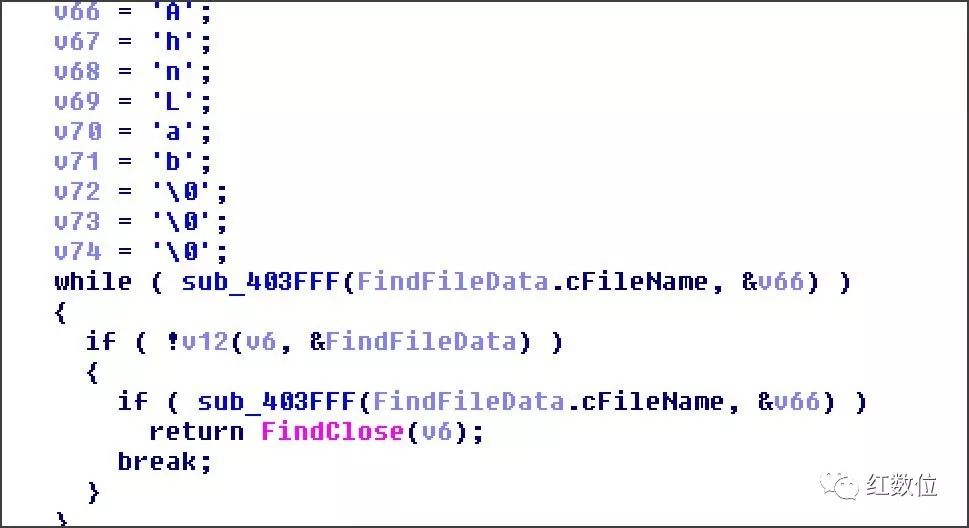 v66 = 'A';
v67 = 'h';
v68 = 'n';
v69 = 'L';
v70 = 'a';
v71 = 'b';
v72 = '\0';
v73 = '\0';
v74 = '\0';
while ( sub_403FFF(FindFileData.cFileName, &v66) )
{
if ( !v12(v6, &FindFileData) )
{
if ( sub_403FFF(FindFileData.cFileName, &v66) )
return FindClose(v6);
break;
}
}
红数位